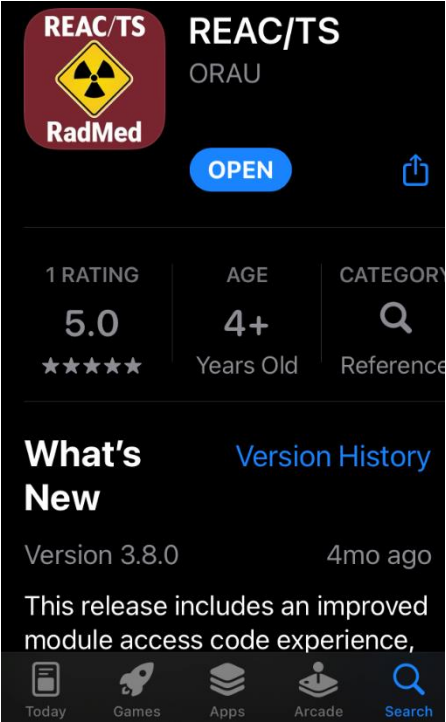 REAC/TS
RadMed
REAC/TS
ORAU
OPEN
1 RATING
5.0
★★★★★
AGE
4+
Years Old
CATEGORY
Reference
What's
New
Version History
Version 3.8.0
4mo ago
This release includes an improved
module access code experience,
Today
Games
Apps
Arcade
Search